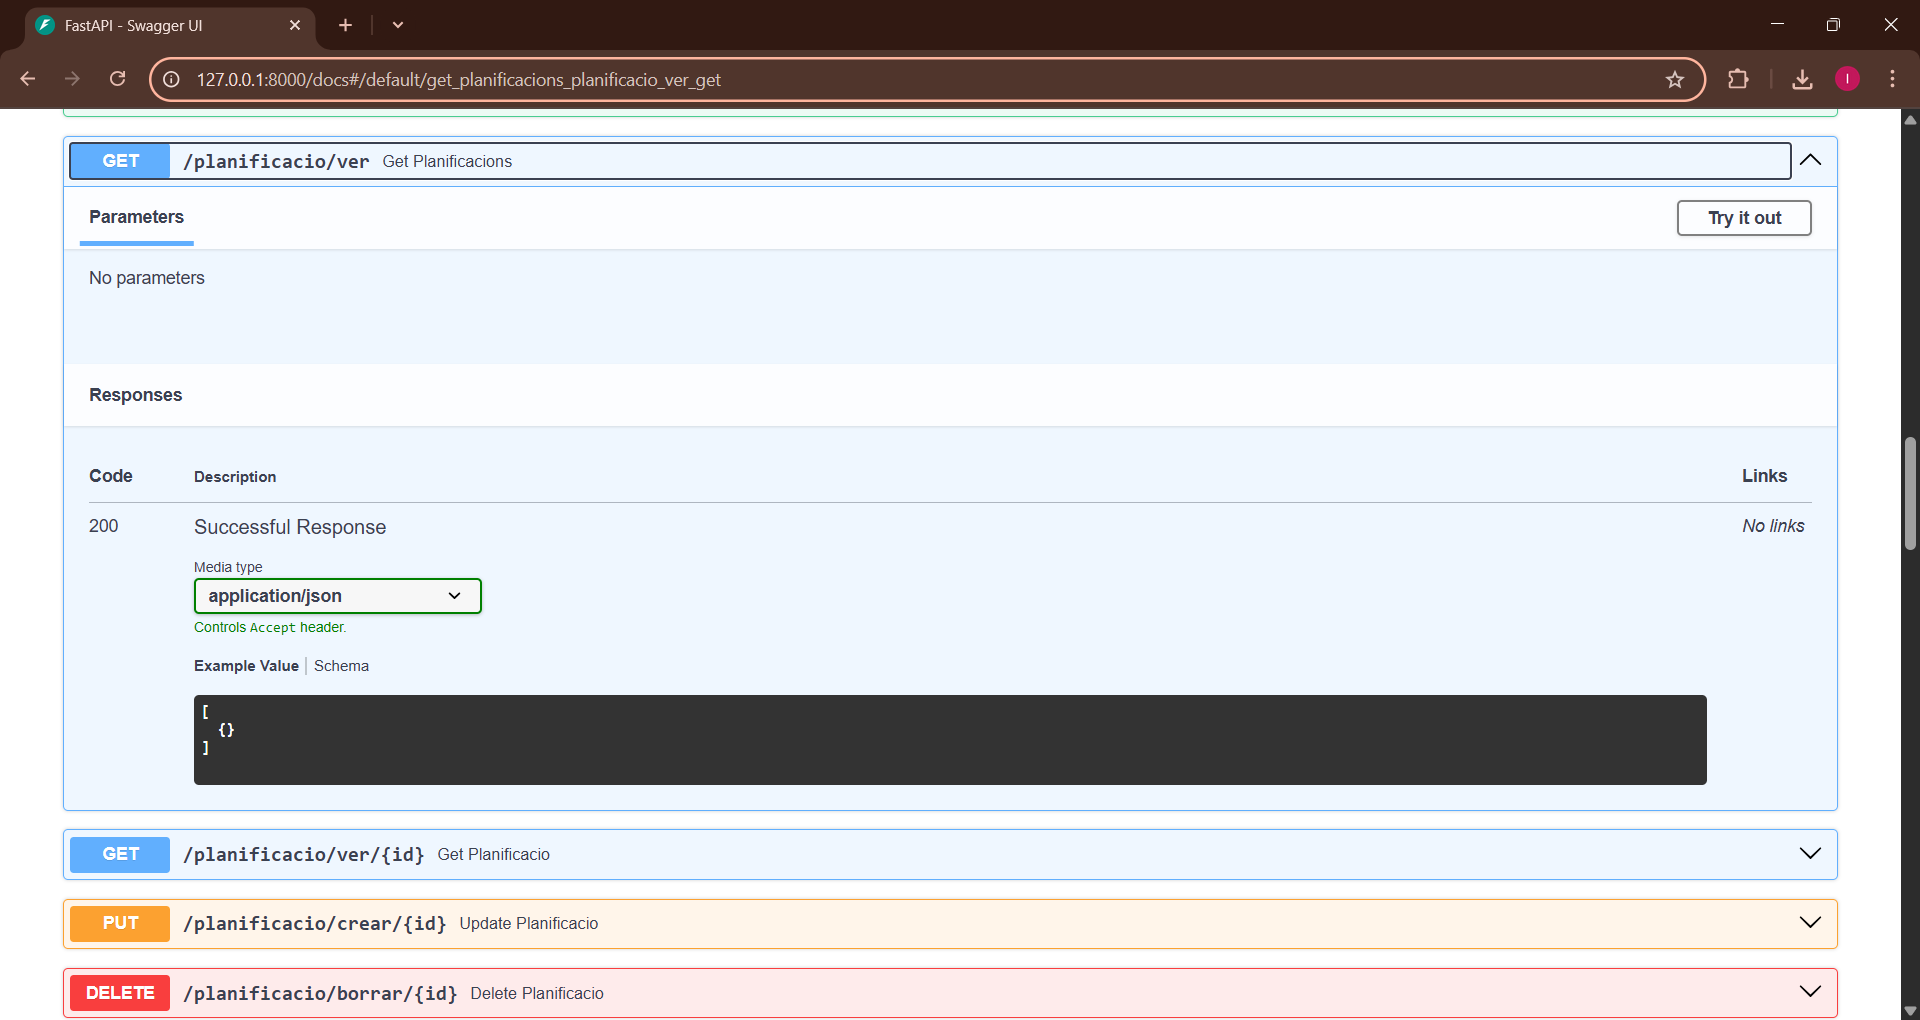 FastAPI - Swagger UI
127.0.0.1:8000/docs#/default/get_planificacions_planificacio_ver_get
I
GET /planificacio/ver Get Planificacions
Parameters
Try it out
No parameters
Responses
Code Description Links
200 Successful Response No links
Media type
application/json
Controls Accept header.
Example Value Schema
[
{}
]
GET /planificacio/ver/{id} Get Planificacio
PUT /planificacio/crear/{id} Update Planificacio
DELETE /planificacio/borrar/{id} Delete Planificacio